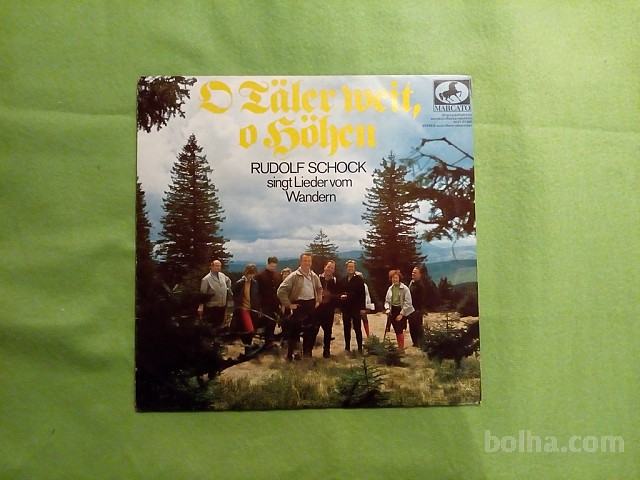 O Täler weit,
o Höhen
RUDOLF SCHOCK
singt Lieder vom
Wandern
MARCATO
bolha.com